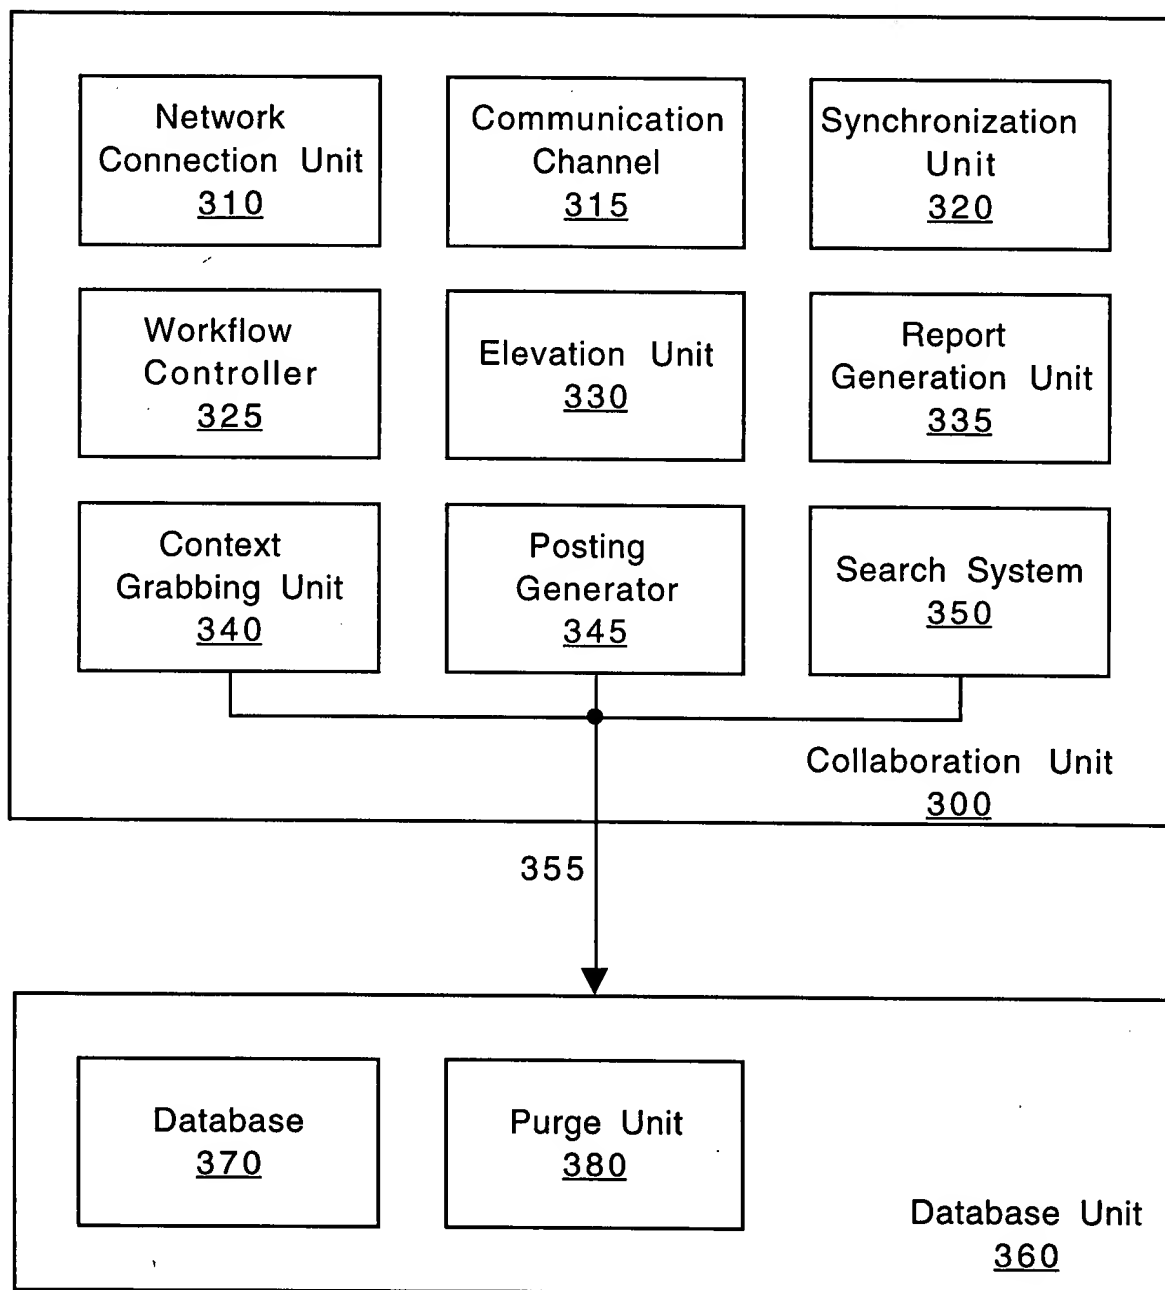 Network
Connection Unit
310
Communication
Channel
315
Synchronization
Unit
320
Workflow
Controller
325
Elevation Unit
330
Report
Generation Unit
335
Context
Grabbing Unit
340
Posting
Generator
345
Search System
350
Collaboration Unit
300
355
Database
370
Purge Unit
380
Database Unit
360